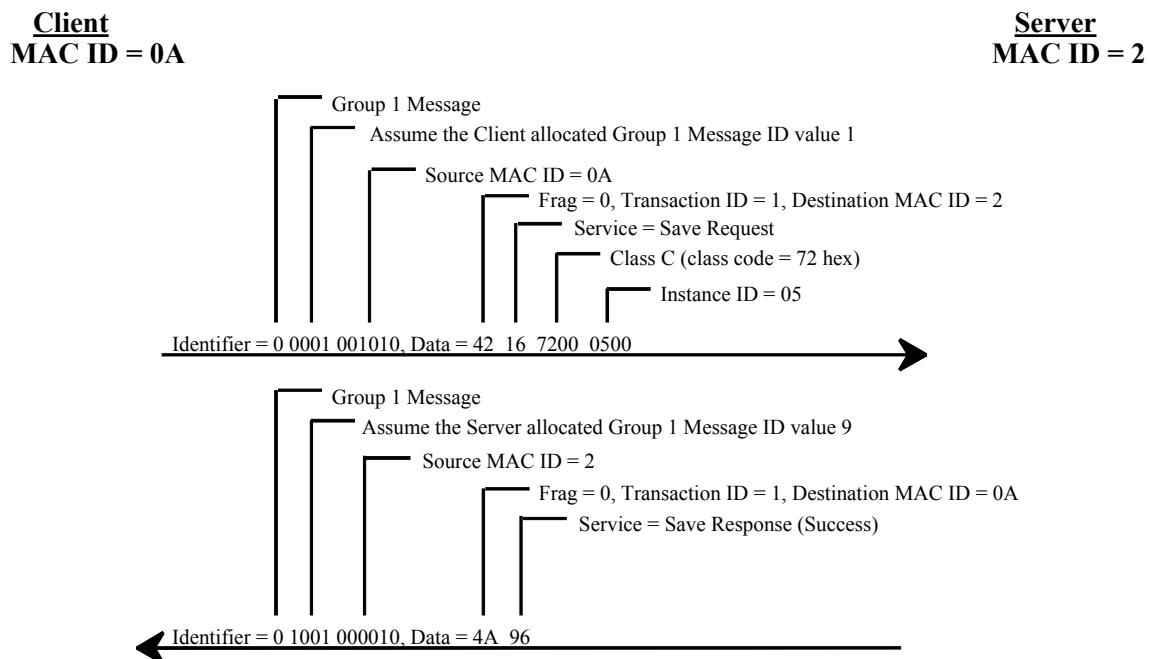 Client
MAC ID = 0A
Server
MAC ID = 2
Group 1 Message
Assume the Client allocated Group 1 Message ID value 1
Source MAC ID = 0A
Frag = 0, Transaction ID = 1, Destination MAC ID = 2
Service = Save Request
Class C (class code = 72 hex)
Instance ID = 05
Identifier = 0 0001 001010, Data = 42 16 7200 0500
Group 1 Message
Assume the Server allocated Group 1 Message ID value 9
Source MAC ID = 2
Frag = 0, Transaction ID = 1, Destination MAC ID = 0A
Service = Save Response (Success)
Identifier = 0 1001 000010, Data = 4A 96